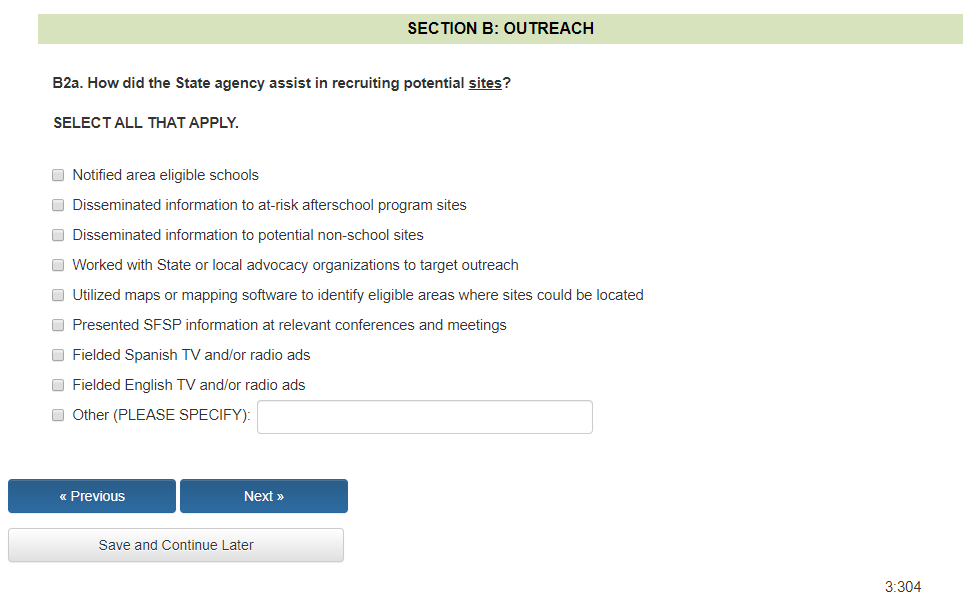 SECTION B: OUTREACH
B2a. How did the State agency assist in recruiting potential sites?
SELECT ALL THAT APPLY.
Notified area eligible schools
Disseminated information to at-risk afterschool program sites
Disseminated information to potential non-school sites
Worked with State or local advocacy organizations to target outreach
Utilized maps or mapping software to identify eligible areas where sites could be located
Presented SFSP information at relevant conferences and meetings
Fielded Spanish TV and/or radio ads
Fielded English TV and/or radio ads
Other (PLEASE SPECIFY):
« Previous Next »
Save and Continue Later
3:304